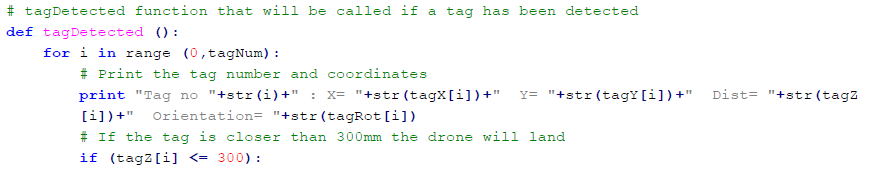 # tagDetected function that will be called if a tag has been detected
def tagDetected ():
    for i in range (0,tagNum):
        # Print the tag number and coordinates
        print "Tag no "+str(i)+" : X= "+str(tagX[i])+"  Y= "+str(tagY[i])+"  Dist= "+str(tagZ
        [i])+"  Orientation= "+str(tagRot[i])
        # If the tag is closer than 300mm the drone will land
        if (tagZ[i] <= 300):